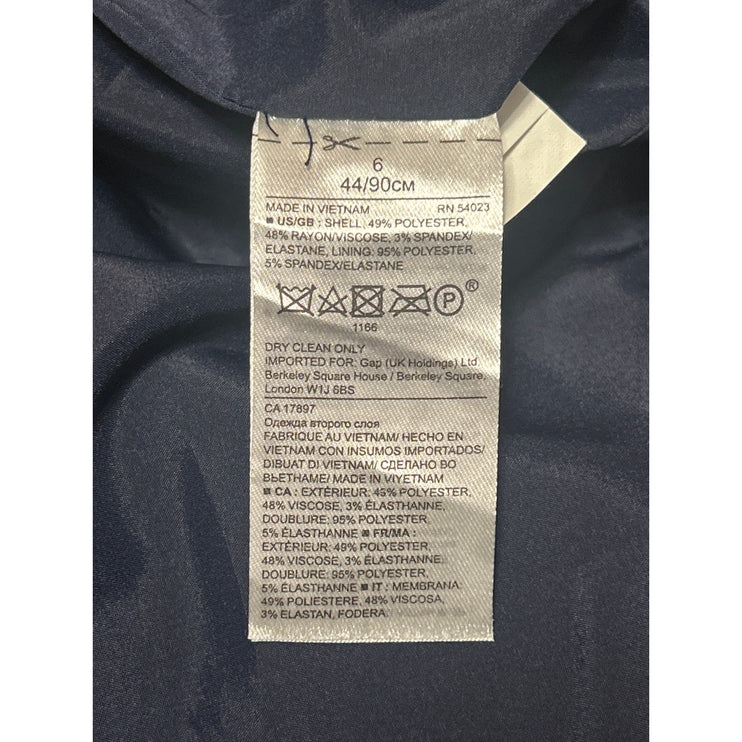 6
44/90CM
MADE IN VIETNAM RN 54023
■ US/GB : SHELL, 49% POLYESTER,
48% RAYON/VISCOSE, 3% SPANDEX/
ELASTANE, LINING: 95% POLYESTER,
5% SPANDEX/ELASTANE
P ®
1166
DRY CLEAN ONLY
IMPORTED FOR: Gap (UK Holdings) Ltd
Berkeley Square House / Berkeley Square,
London W1J 6BS
CA 17897
Одежда второго слоя
FABRIQUE AU VIETNAM/ HECHO EN
VIETNAM CON INSUMOS IMPORTADOS/
DIBUAT DI VIETNAM/ СДЕЛАНО ВО
ВЬЕТНАМЕ/ MADE IN VIYETNAM
■ CA : EXTÉRIEUR: 49% POLYESTER,
48% VISCOSE, 3% ÉLASTHANNE,
DOUBLURE: 95% POLYESTER,
5% ÉLASTHANNE ■ FR/MA :
EXTÉRIEUR: 49% POLYESTER,
48% VISCOSE, 3% ÉLASTHANNE,
DOUBLURE: 95% POLYESTER,
5% ÉLASTHANNE ■ IT : MEMBRANA:
49% POLIESTERE, 48% VISCOSA,
3% ELASTAN, FODERA: